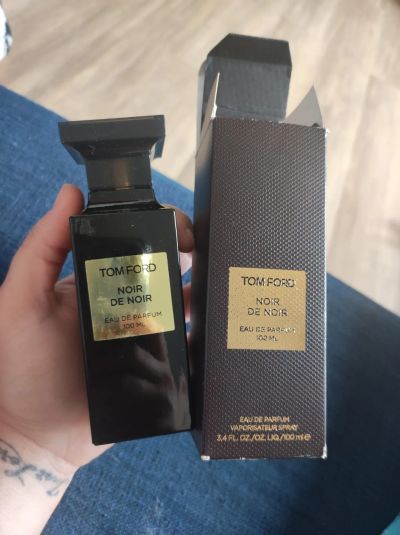 TOM FORD
NOIR
DE NOIR
EAU DE PARFUM
100 ML
TOM FORD
NOIR
DE NOIR
EAU DE PARFUM
100 ML
EAU DE PARFUM
VAPORISATEUR SPRAY
3.4 FL. OZ./OZ. LIQ./100 ml e